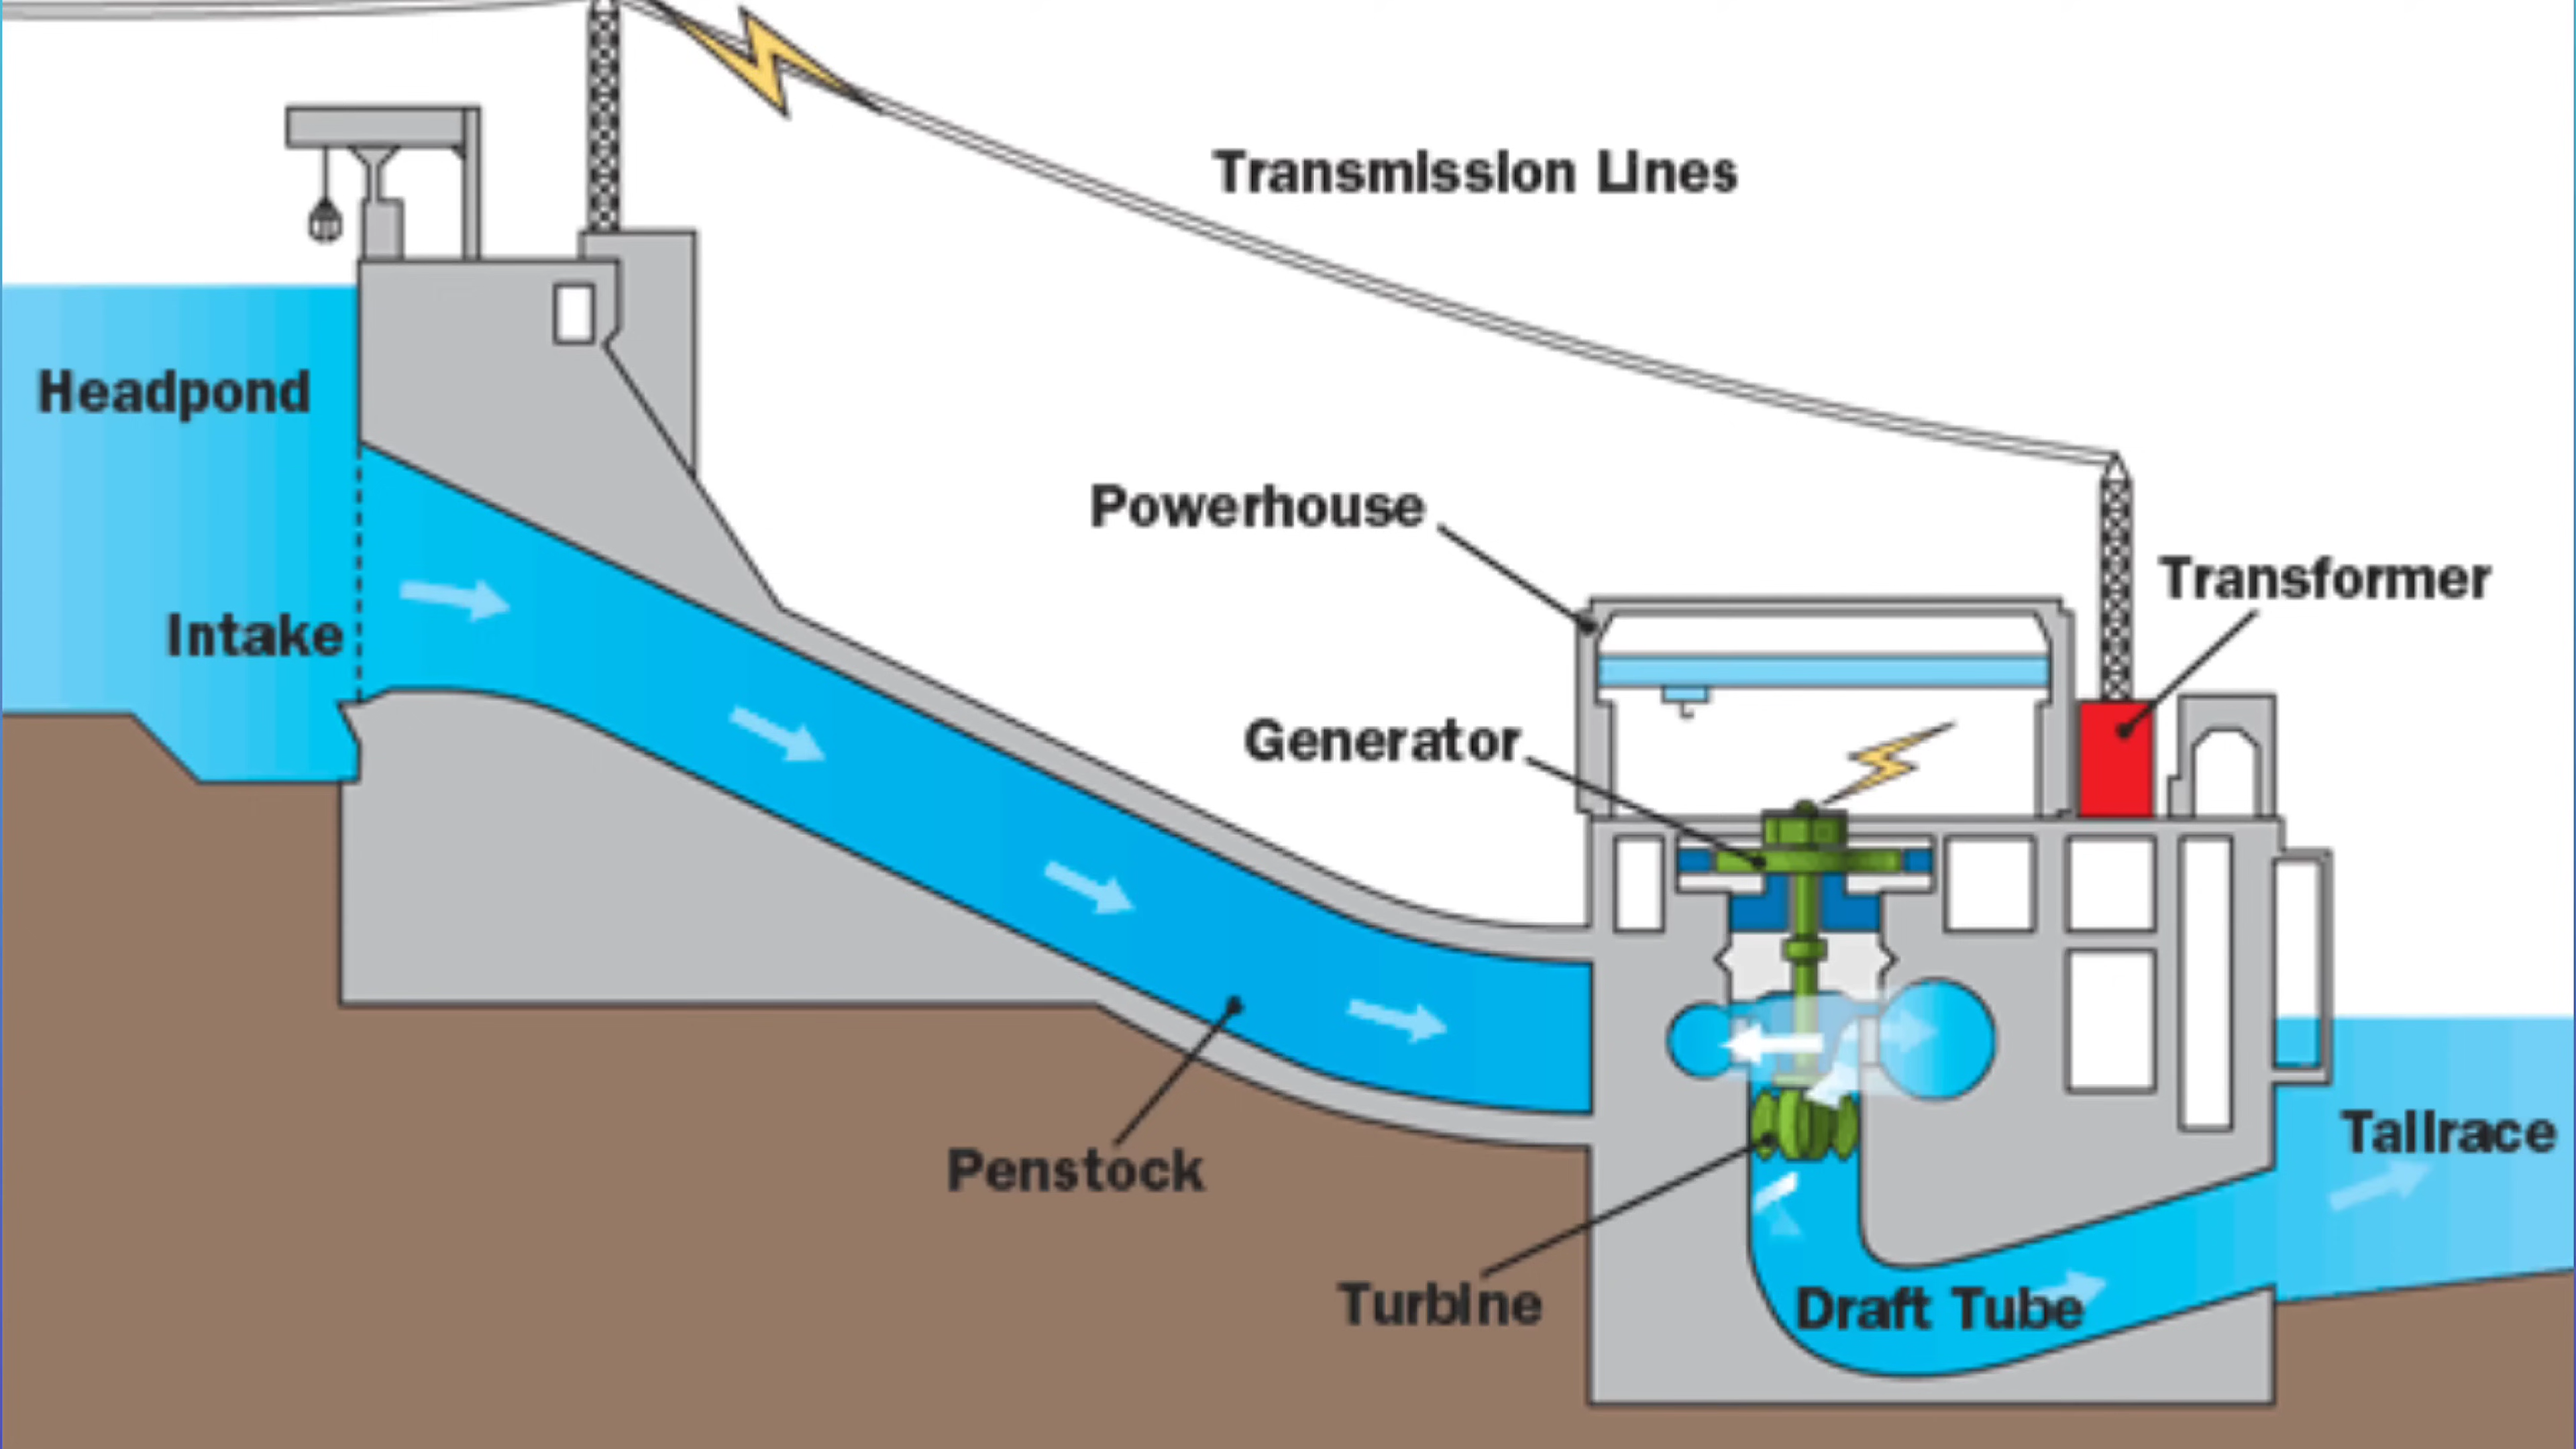 Transmission Lines
Headpond
Powerhouse
Transformer
Intake
Generator
Penstock
Tailrace
Turbine
Draft Tube